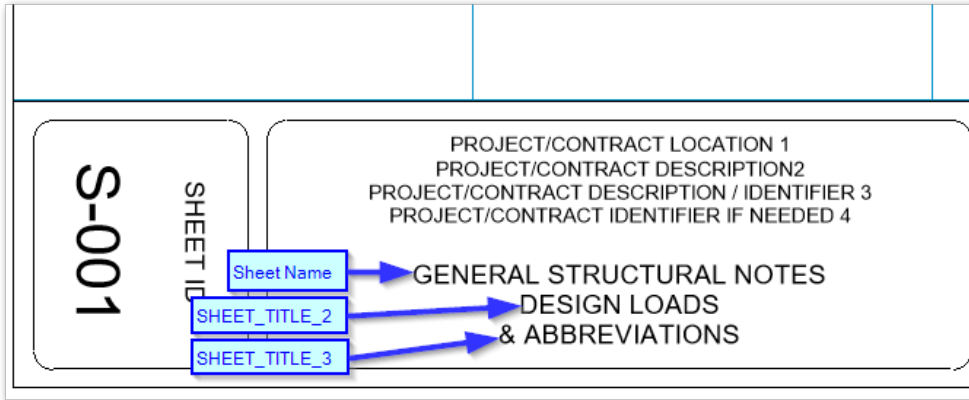 S-001
SHEET ID
PROJECT/CONTRACT LOCATION 1
PROJECT/CONTRACT DESCRIPTION2
PROJECT/CONTRACT DESCRIPTION / IDENTIFIER 3
PROJECT/CONTRACT IDENTIFIER IF NEEDED 4
Sheet Name
GENERAL STRUCTURAL NOTES
SHEET_TITLE_2
DESIGN LOADS
SHEET_TITLE_3
& ABBREVIATIONS